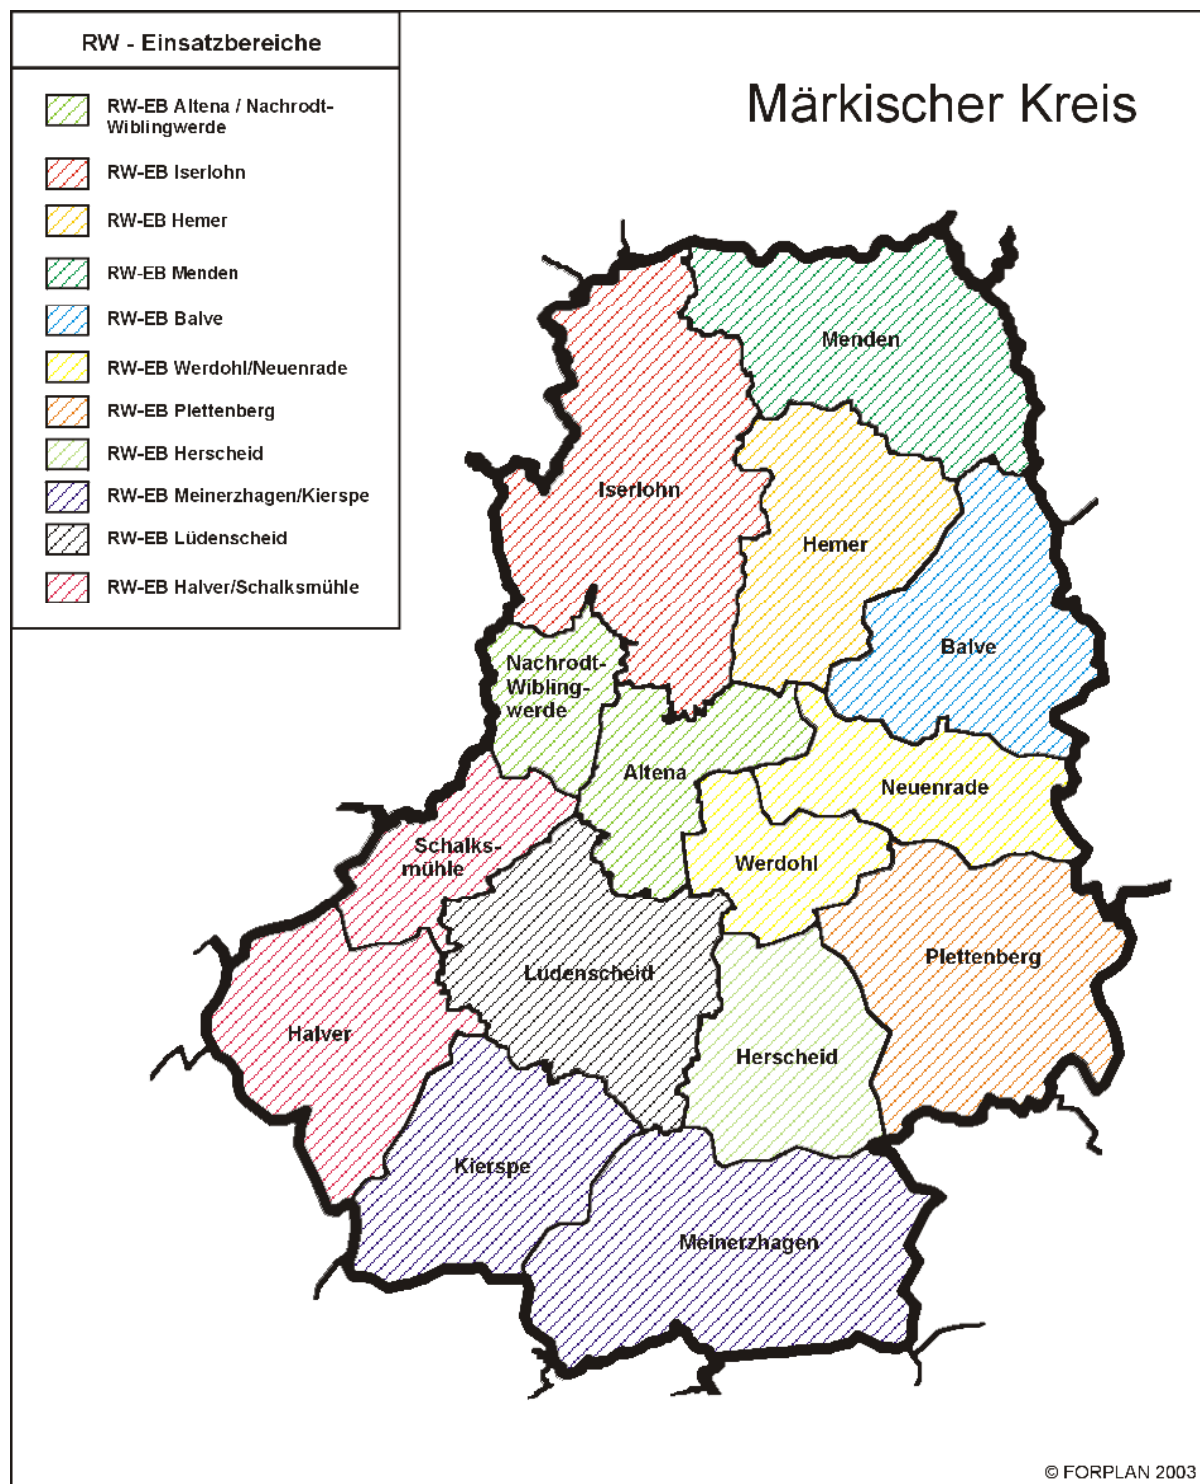 RW - Einsatzbereiche
RW-EB Altena / Nachrodt-
Wiblingwerde
RW-EB Iserlohn
RW-EB Hemer
RW-EB Menden
RW-EB Balve
RW-EB Werdohl/Neuenrade
RW-EB Plettenberg
RW-EB Herscheid
RW-EB Meinerzhagen/Kierspe
RW-EB Lüdenscheid
RW-EB Halver/Schalksmühle
Märkischer Kreis
Menden
Iserlohn
Hemer
Balve
Nachrodt-
Wibling-
werde
Altena
Neuenrade
Schalks-
mühle
Werdohl
Plettenberg
Lüdenscheid
Halver
Herscheid
Kierspe
Meinerzhagen
© FORPLAN 2003